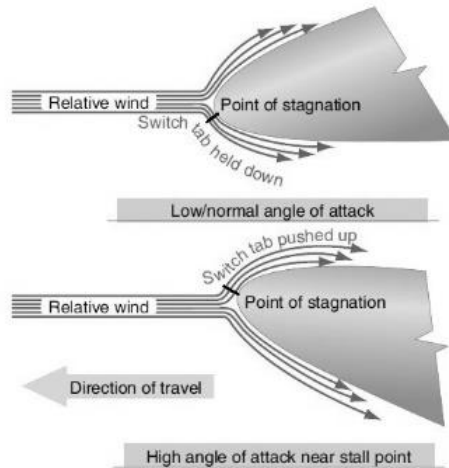 Relative wind
Point of stagnation
Switch tab held down
Low/normal angle of attack
Switch tab pushed up
Relative wind
Point of stagnation
Direction of travel
High angle of attack near stall point